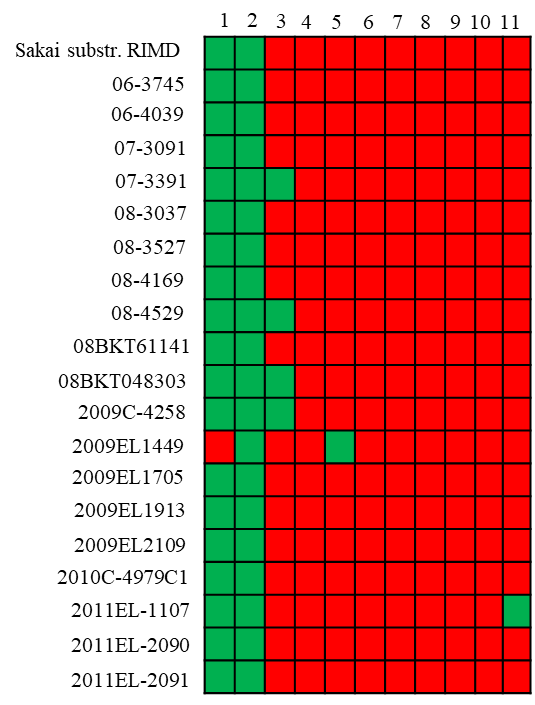 1 2 3 4 5 6 7 8 9 10 11
Sakai substr. RIMD
06-3745
06-4039
07-3091
07-3391
08-3037
08-3527
08-4169
08-4529
08BKT61141
08BKT048303
2009C-4258
2009EL1449
2009EL1705
2009EL1913
2009EL2109
2010C-4979C1
2011EL-1107
2011EL-2090
2011EL-2091